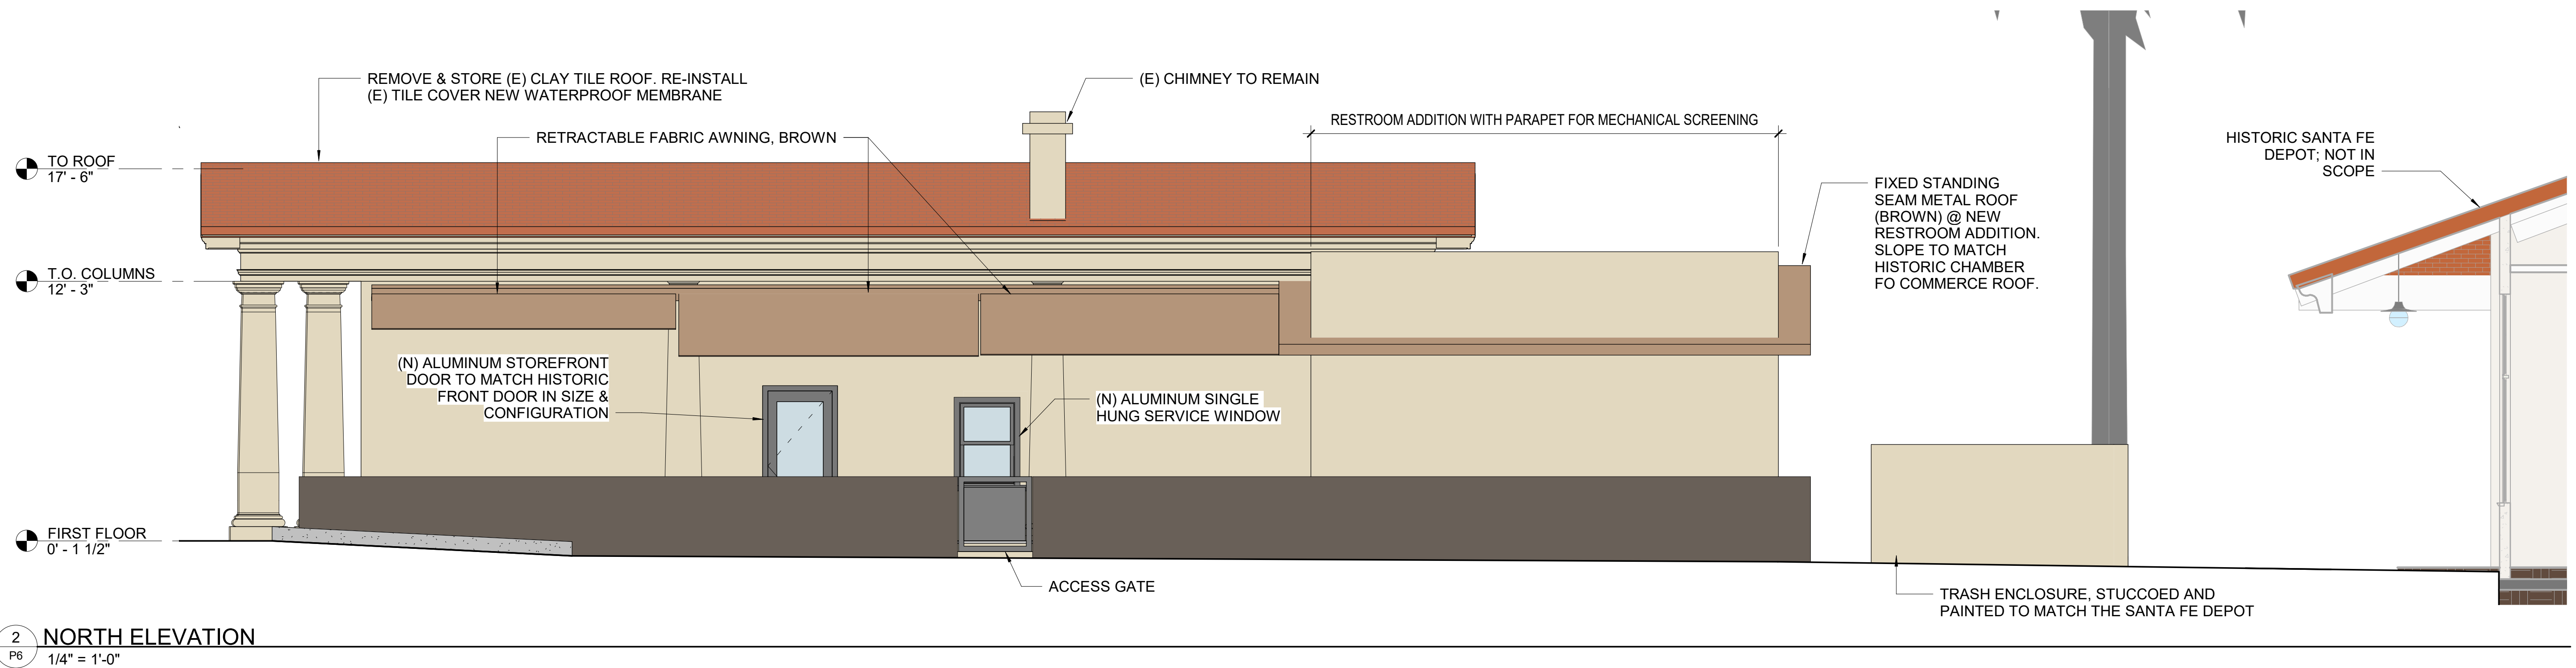 REMOVE & STORE (E) CLAY TILE ROOF. RE-INSTALL
(E) TILE COVER NEW WATERPROOF MEMBRANE
(E) CHIMNEY TO REMAIN
RETRACTABLE FABRIC AWNING, BROWN
RESTROOM ADDITION WITH PARAPET FOR MECHANICAL SCREENING
HISTORIC SANTA FE
DEPOT; NOT IN
SCOPE
TO ROOF
17' - 6"
FIXED STANDING
SEAM METAL ROOF
(BROWN) @ NEW
RESTROOM ADDITION.
SLOPE TO MATCH
HISTORIC CHAMBER
FO COMMERCE ROOF.
T.O. COLUMNS
12' - 3"
(N) ALUMINUM STOREFRONT
DOOR TO MATCH HISTORIC
FRONT DOOR IN SIZE &
CONFIGURATION
(N) ALUMINUM SINGLE
HUNG SERVICE WINDOW
FIRST FLOOR
0' - 1 1/2"
ACCESS GATE
TRASH ENCLOSURE, STUCCOED AND
PAINTED TO MATCH THE SANTA FE DEPOT
2
P6
NORTH ELEVATION
1/4" = 1'-0"